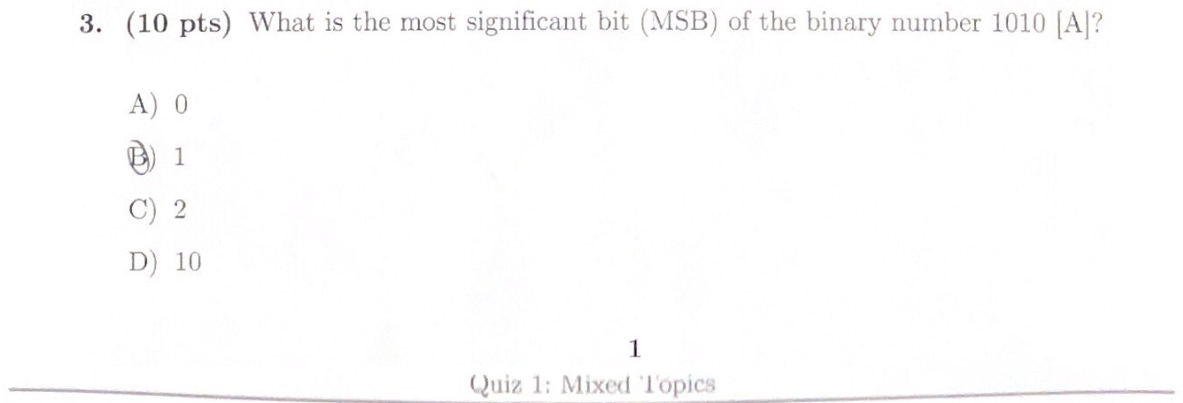 3. (10 pts) What is the most significant bit (MSB) of the binary number 1010 [A]?
A) 0
B) 1
C) 2
D) 10
1
Quiz 1: Mixed Topics